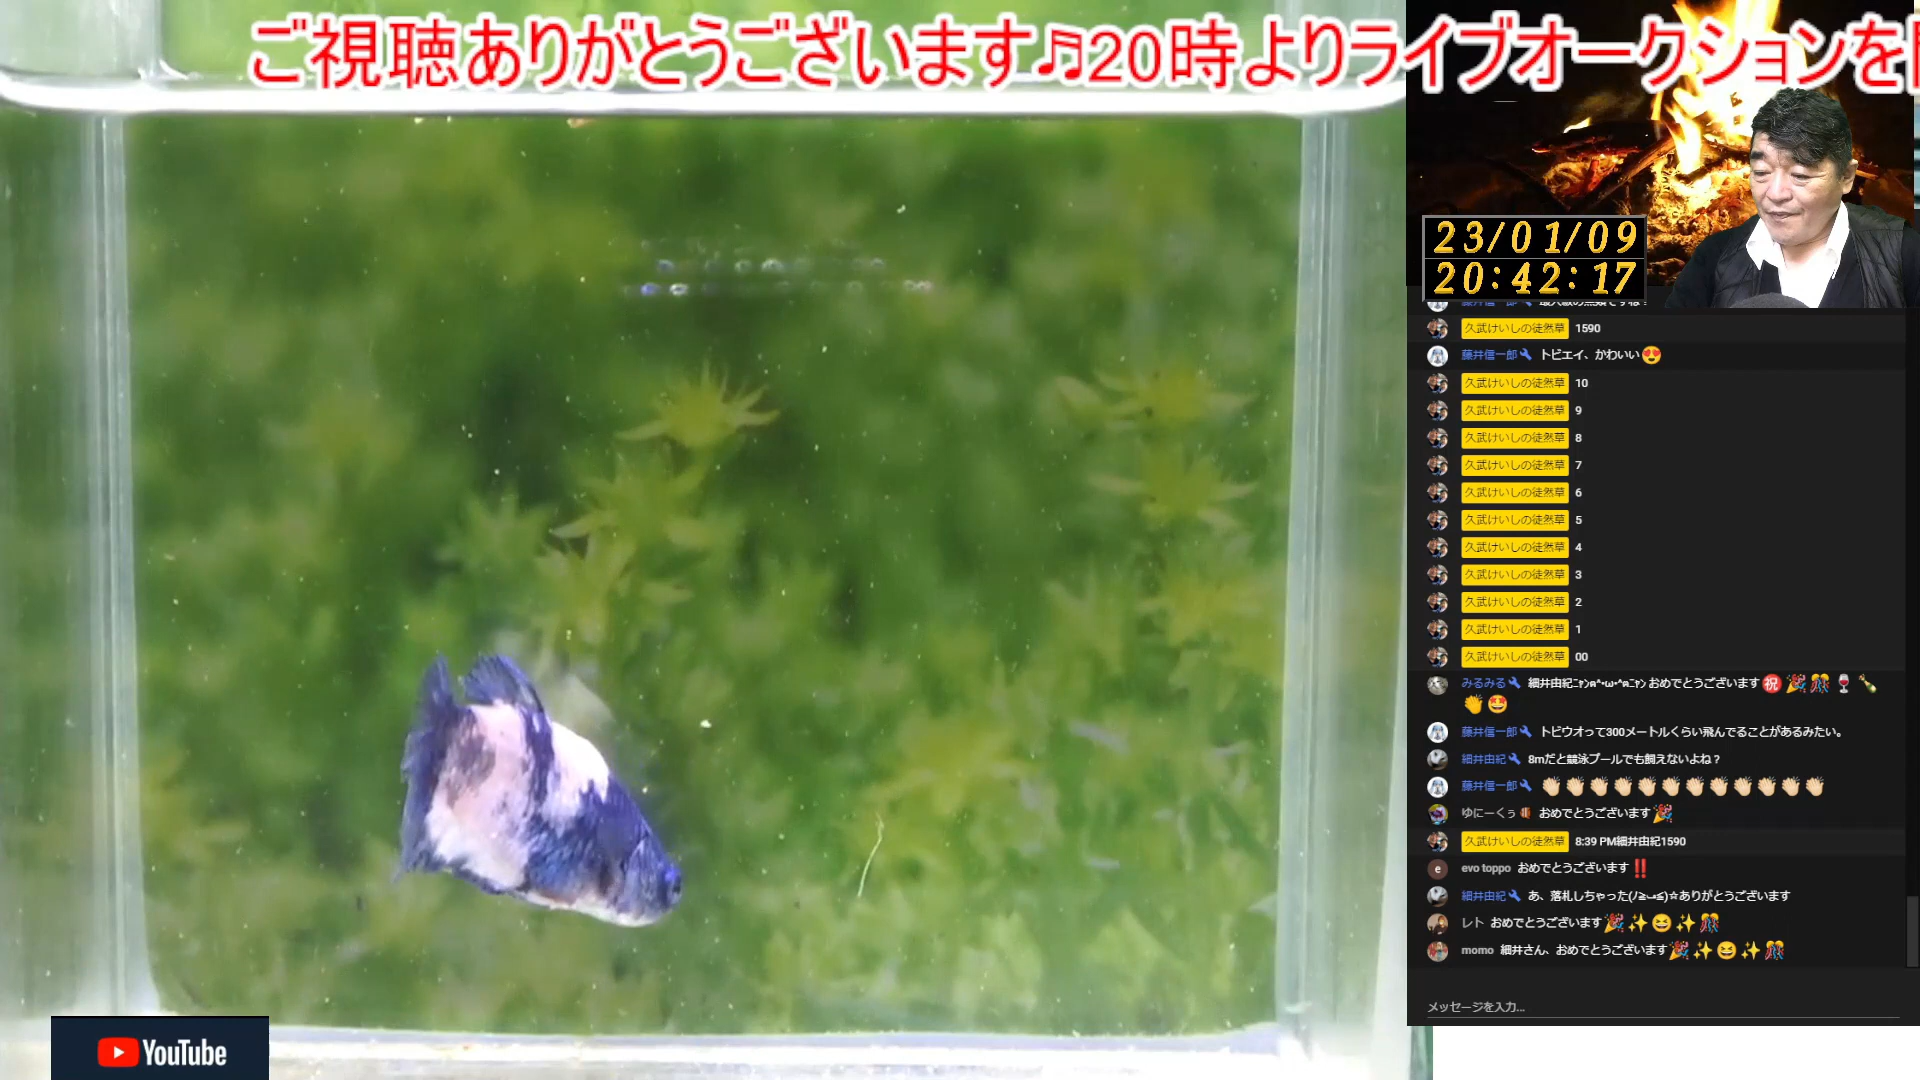 ご視聴ありがとうございます♫20時よりライブオークションを
23/01/09
20:42:17
久武けいしの徒然草 1590
藤井信一郎 トビエイ、かわいい😍
久武けいしの徒然草 10
久武けいしの徒然草 9
久武けいしの徒然草 8
久武けいしの徒然草 7
久武けいしの徒然草 6
久武けいしの徒然草 5
久武けいしの徒然草 4
久武けいしの徒然草 3
久武けいしの徒然草 2
久武けいしの徒然草 1
久武けいしの徒然草 00
みるみる 細井由紀ﾆｬﾝฅ^•ω•^ฅﾆｬﾝ おめでとうございます㊗🎉🎊🍷🍾
👏🤩
藤井信一郎 トビウオって300メートルくらい飛んでることがあるみたい。
細井由紀 8mだと競泳プールでも飼えないよね？
藤井信一郎 👏🏻👏🏻👏🏻👏🏻👏🏻👏🏻👏🏻👏🏻👏🏻👏🏻👏🏻👏🏻
ゆにーくぅ おめでとうございます🎉
久武けいしの徒然草 8:39 PM細井由紀1590
e evo toppo おめでとうございます‼
細井由紀 あ、落札しちゃった(ﾉ≧ڡ≦)☆ありがとうございます
レト おめでとうございます🎉✨😆✨🎊
momo 細井さん、おめでとうございます🎉✨😆✨🎊
メッセージを入力...
YouTube